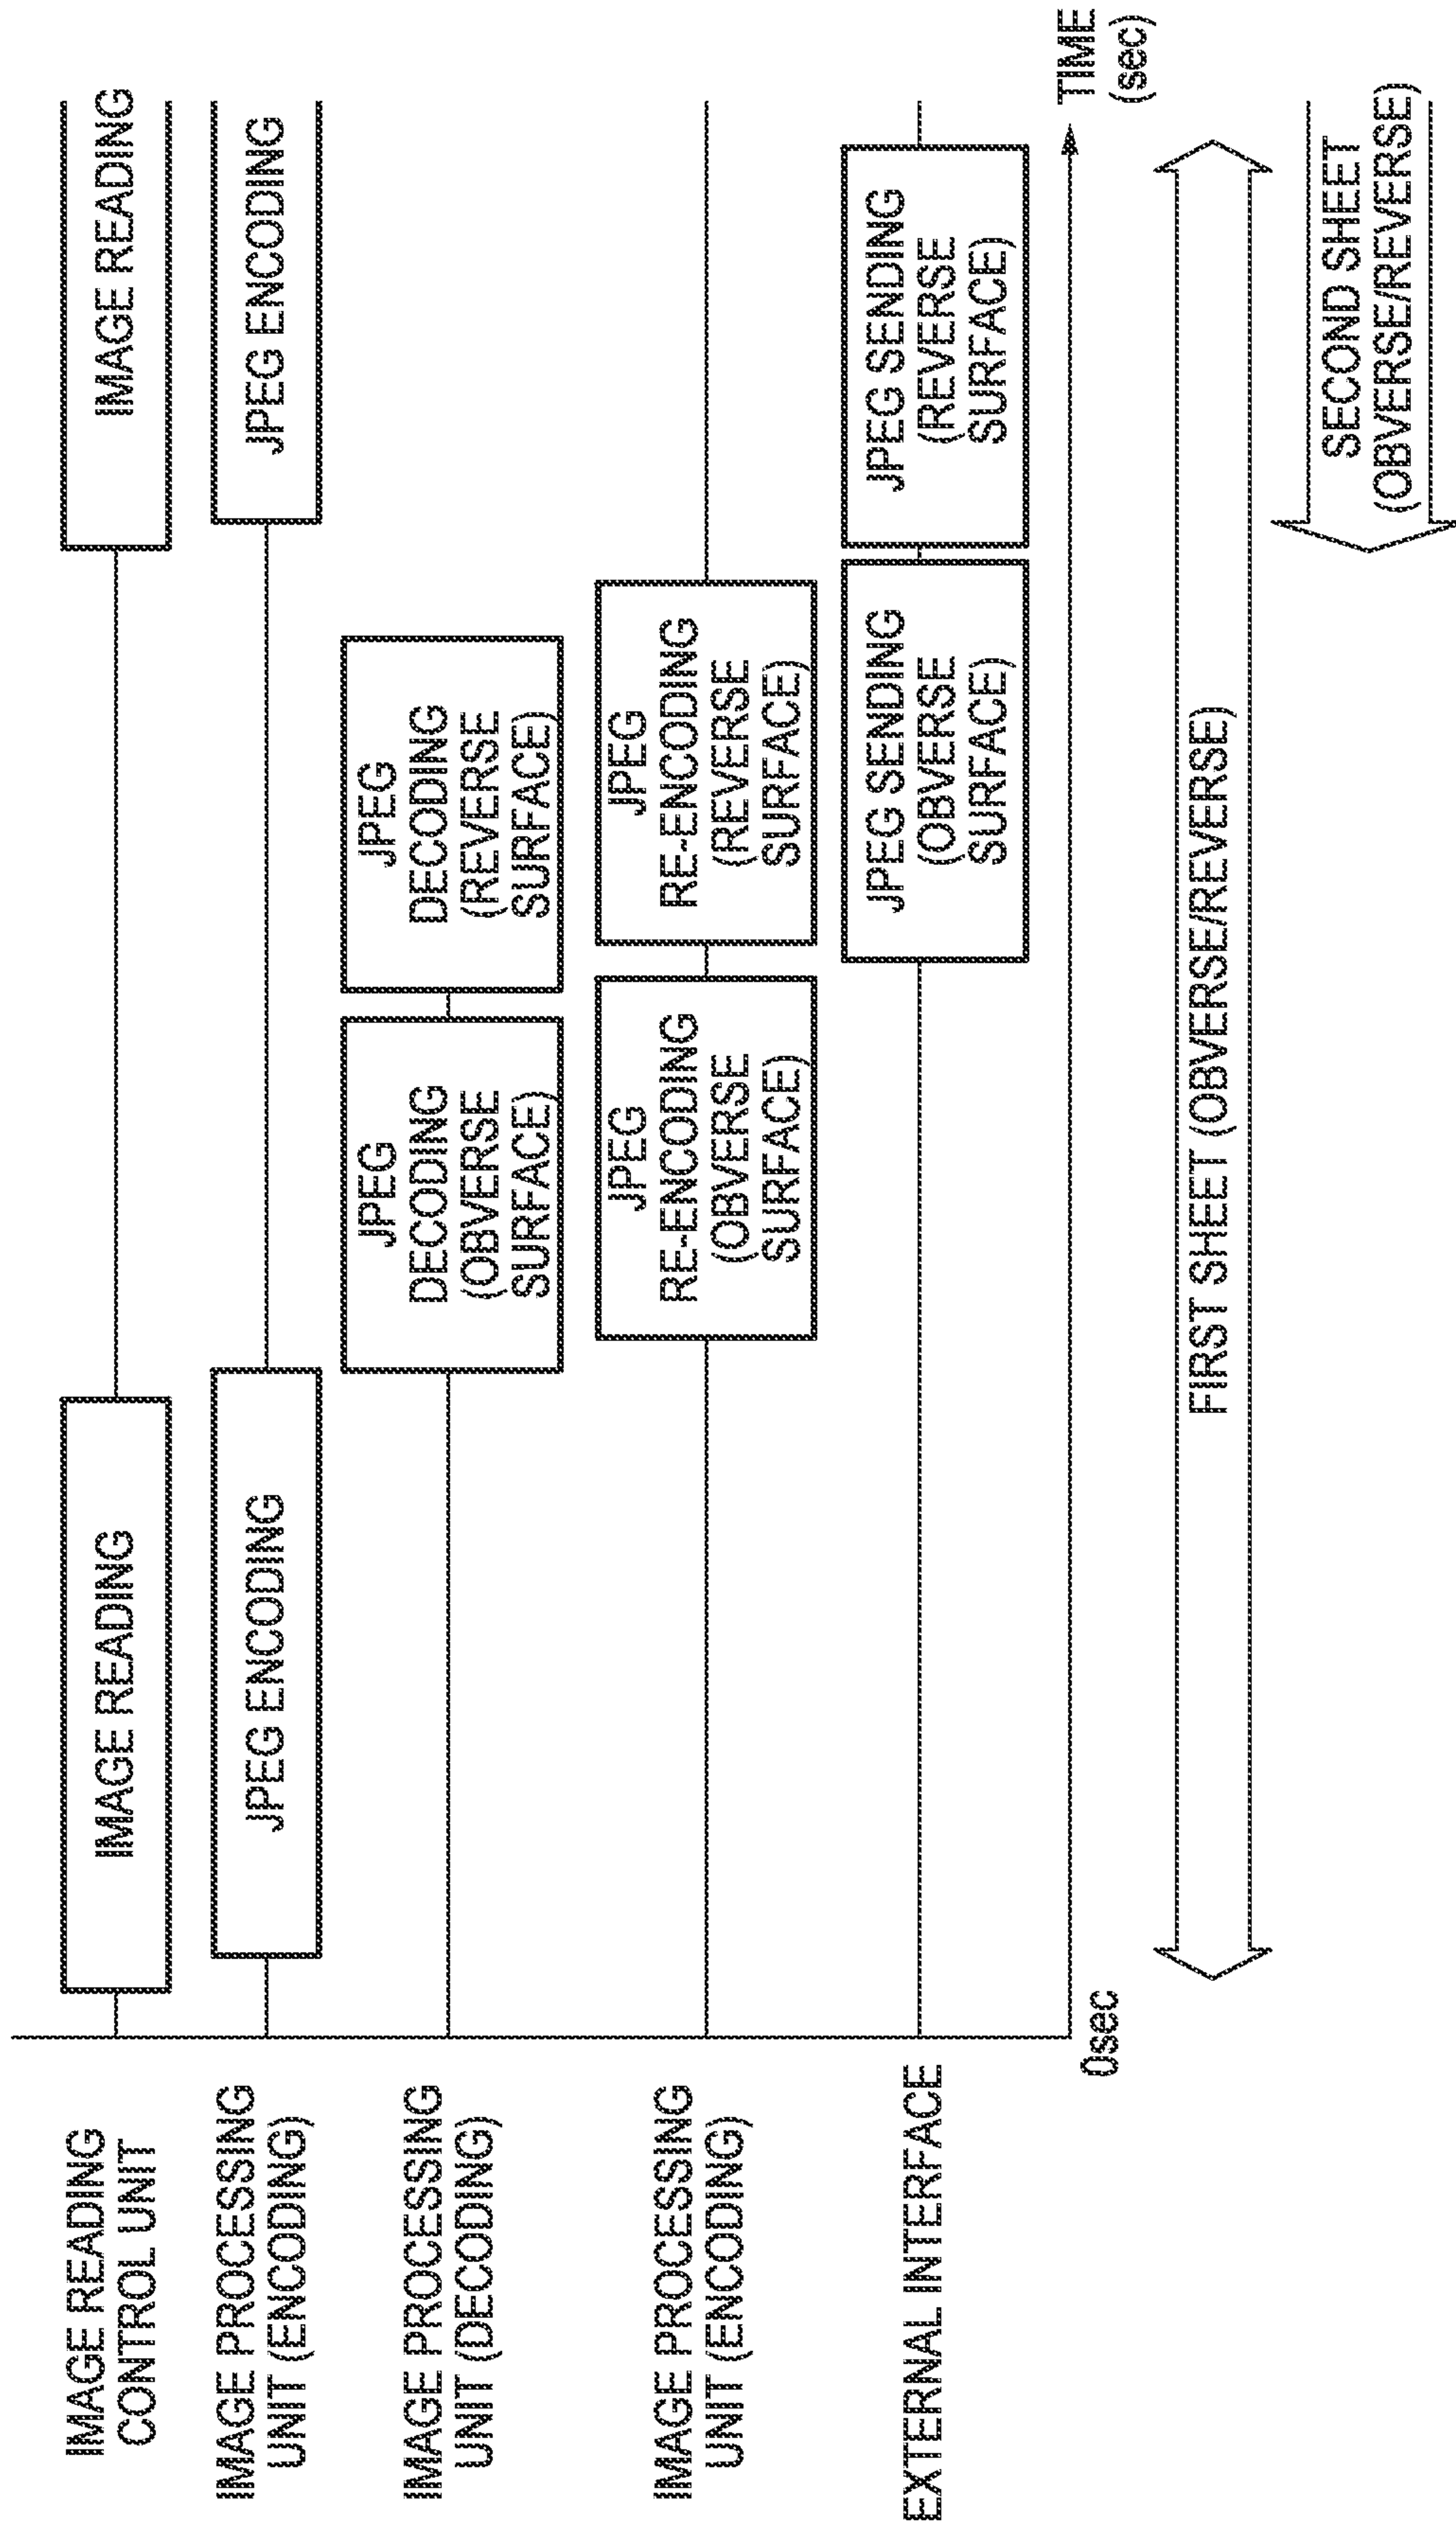 IMAGE READING
CONTROL UNIT
IMAGE READING
IMAGE READING
IMAGE PROCESSING
UNIT (ENCODING)
JPEG ENCODING
JPEG ENCODING
IMAGE PROCESSING
UNIT (DECODING)
JPEG
DECODING
(OBVERSE
SURFACE)
JPEG
DECODING
(REVERSE
SURFACE)
IMAGE PROCESSING
UNIT (ENCODING)
JPEG
RE-ENCODING
(OBVERSE
SURFACE)
JPEG
RE-ENCODING
(REVERSE
SURFACE)
EXTERNAL INTERFACE
JPEG SENDING
(OBVERSE
SURFACE)
JPEG SENDING
(REVERSE
SURFACE)
0sec
TIME
(sec)
FIRST SHEET (OBVERSE/REVERSE)
SECOND SHEET
(OBVERSE/REVERSE)